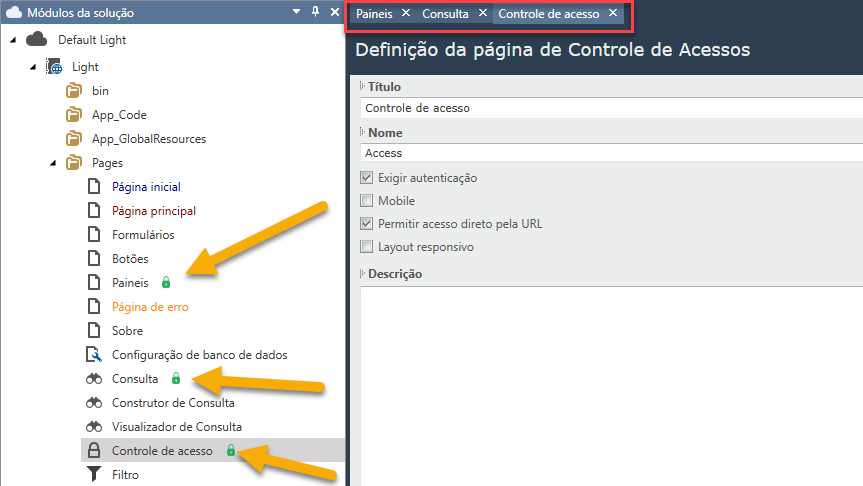 Módulos da solução
Default Light
Light
bin
App_Code
App_GlobalResources
Pages
Página inicial
Página principal
Formulários
Botões
Paineis
Página de erro
Sobre
Configuração de banco de dados
Consulta
Construtor de Consulta
Visualizador de Consulta
Controle de acesso
Filtro
Paineis Consulta Controle de acesso
Definição da página de Controle de Acessos
Título
Controle de acesso
Nome
Access
Exigir autenticação
Mobile
Permitir acesso direto pela URL
Layout responsivo
Descrição